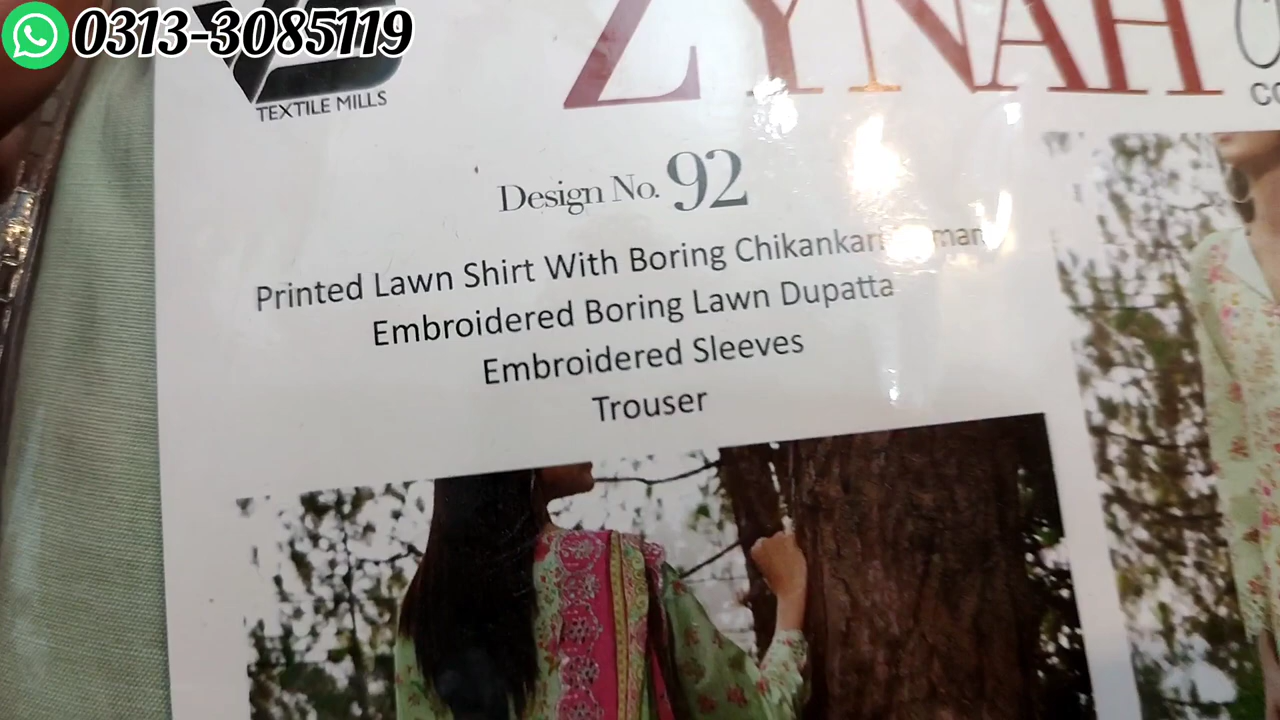 0313-3085119
TEXTILE MILLS
ZYNAH
Design No. 92
Printed Lawn Shirt With Boring Chikankari
Embroidered Boring Lawn Dupatta
Embroidered Sleeves
Trouser